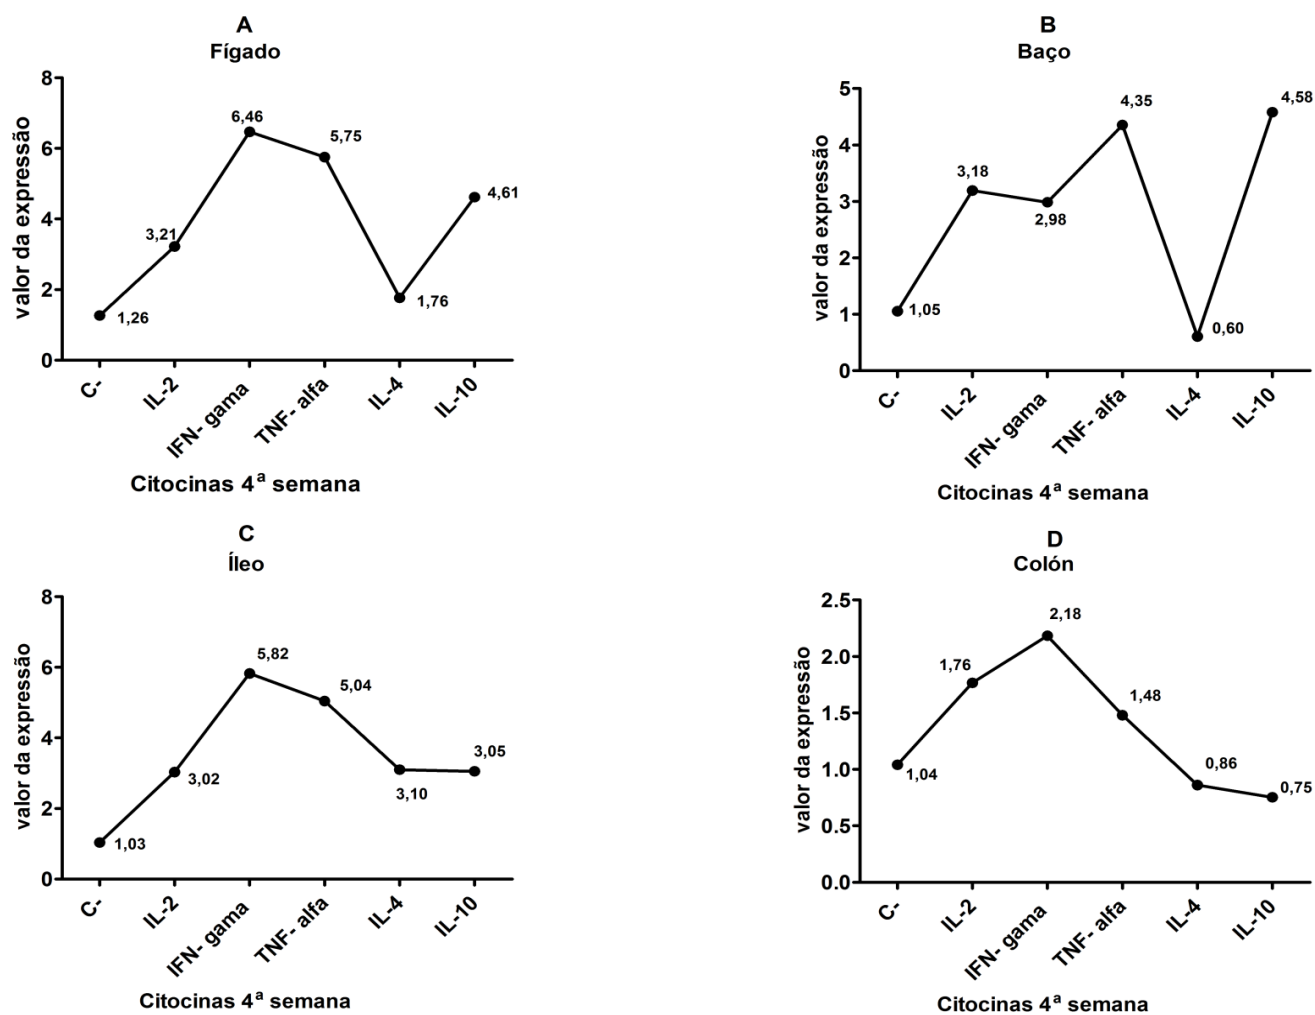 A
Fígado
valor da expressão
8
6
4
2
0
1,26
3,21
6,46
5,75
1,76
4,61
C-
IL-2
IFN- gama
TNF- alfa
IL-4
IL-10
Citocinas 4ª semana
B
Baço
valor da expressão
5
4
3
2
1
0
1,05
3,18
2,98
4,35
0,60
4,58
C-
IL-2
IFN- gama
TNF- alfa
IL-4
IL-10
Citocinas 4ª semana
C
Íleo
valor da expressão
8
6
4
2
0
1,03
3,02
5,82
5,04
3,10
3,05
C-
IL-2
IFN- gama
TNF- alfa
IL-4
IL-10
Citocinas 4ª semana
D
Colón
valor da expressão
2.5
2.0
1.5
1.0
0.5
0.0
1,04
1,76
2,18
1,48
0,86
0,75
C-
IL-2
IFN- gama
TNF- alfa
IL-4
IL-10
Citocinas 4ª semana